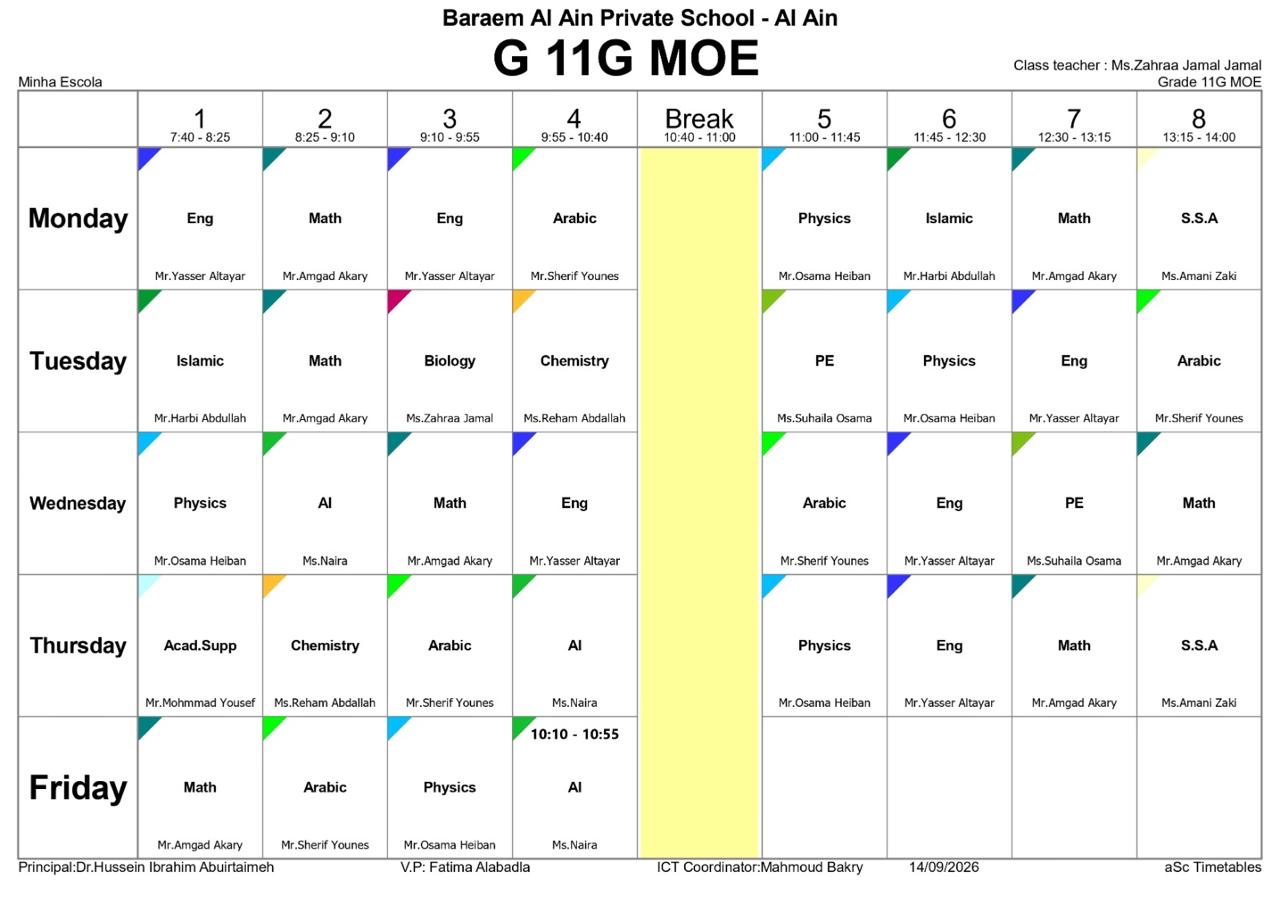 Baraem Al Ain Private School - Al Ain
G 11G MOE
Class teacher : Ms.Zahraa Jamal Jamal
Minha Escola
Grade 11G MOE
1 2 3 4 Break 5 6 7 8
7:40 - 8:25 8:25 - 9:10 9:10 - 9:55 9:55 - 10:40 10:40 - 11:00 11:00 - 11:45 11:45 - 12:30 12:30 - 13:15 13:15 - 14:00
Monday Eng Math Eng Arabic Physics Islamic Math S.S.A
Mr.Yasser Altayar Mr.Amgad Akary Mr.Yasser Altayar Mr.Sherif Younes Mr.Osama Heiban Mr.Harbi Abdullah Mr.Amgad Akary Ms.Amani Zaki
Tuesday Islamic Math Biology Chemistry PE Physics Eng Arabic
Mr.Harbi Abdullah Mr.Amgad Akary Ms.Zahraa Jamal Ms.Reham Abdallah Ms.Suhaila Osama Mr.Osama Heiban Mr.Yasser Altayar Mr.Sherif Younes
Wednesday Physics AI Math Eng Arabic Eng PE Math
Mr.Osama Heiban Ms.Naira Mr.Amgad Akary Mr.Yasser Altayar Mr.Sherif Younes Mr.Yasser Altayar Ms.Suhaila Osama Mr.Amgad Akary
Thursday Acad.Supp Chemistry Arabic AI Physics Eng Math S.S.A
Mr.Mohmmad Yousef Ms.Reham Abdallah Mr.Sherif Younes Ms.Naira Mr.Osama Heiban Mr.Yasser Altayar Mr.Amgad Akary Ms.Amani Zaki
10:10 - 10:55
Friday Math Arabic Physics AI
Mr.Amgad Akary Mr.Sherif Younes Mr.Osama Heiban Ms.Naira
Principal:Dr.Hussein Ibrahim Abuirtaimeh V.P: Fatima Alabadla ICT Coordinator:Mahmoud Bakry 14/09/2026 aSc Timetables